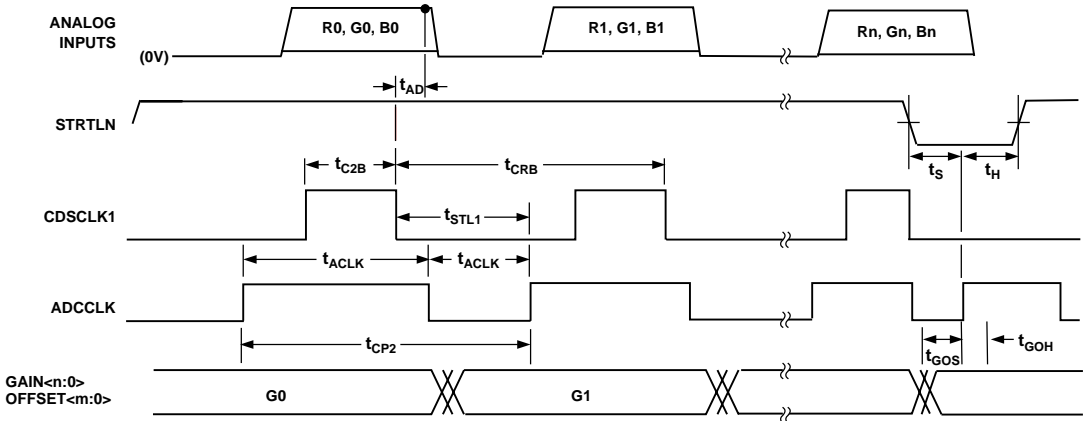 ANALOG
INPUTS
(0V)
R0, G0, B0
R1, G1, B1
Rn, Gn, Bn
tAD
STRTLN
tS
tH
tC2B
tCRB
CDSCLK1
tSTL1
tACLK
tACLK
ADCCLK
tCP2
tGOS
tGOH
GAIN<n:0>
OFFSET<m:0>
G0
G1